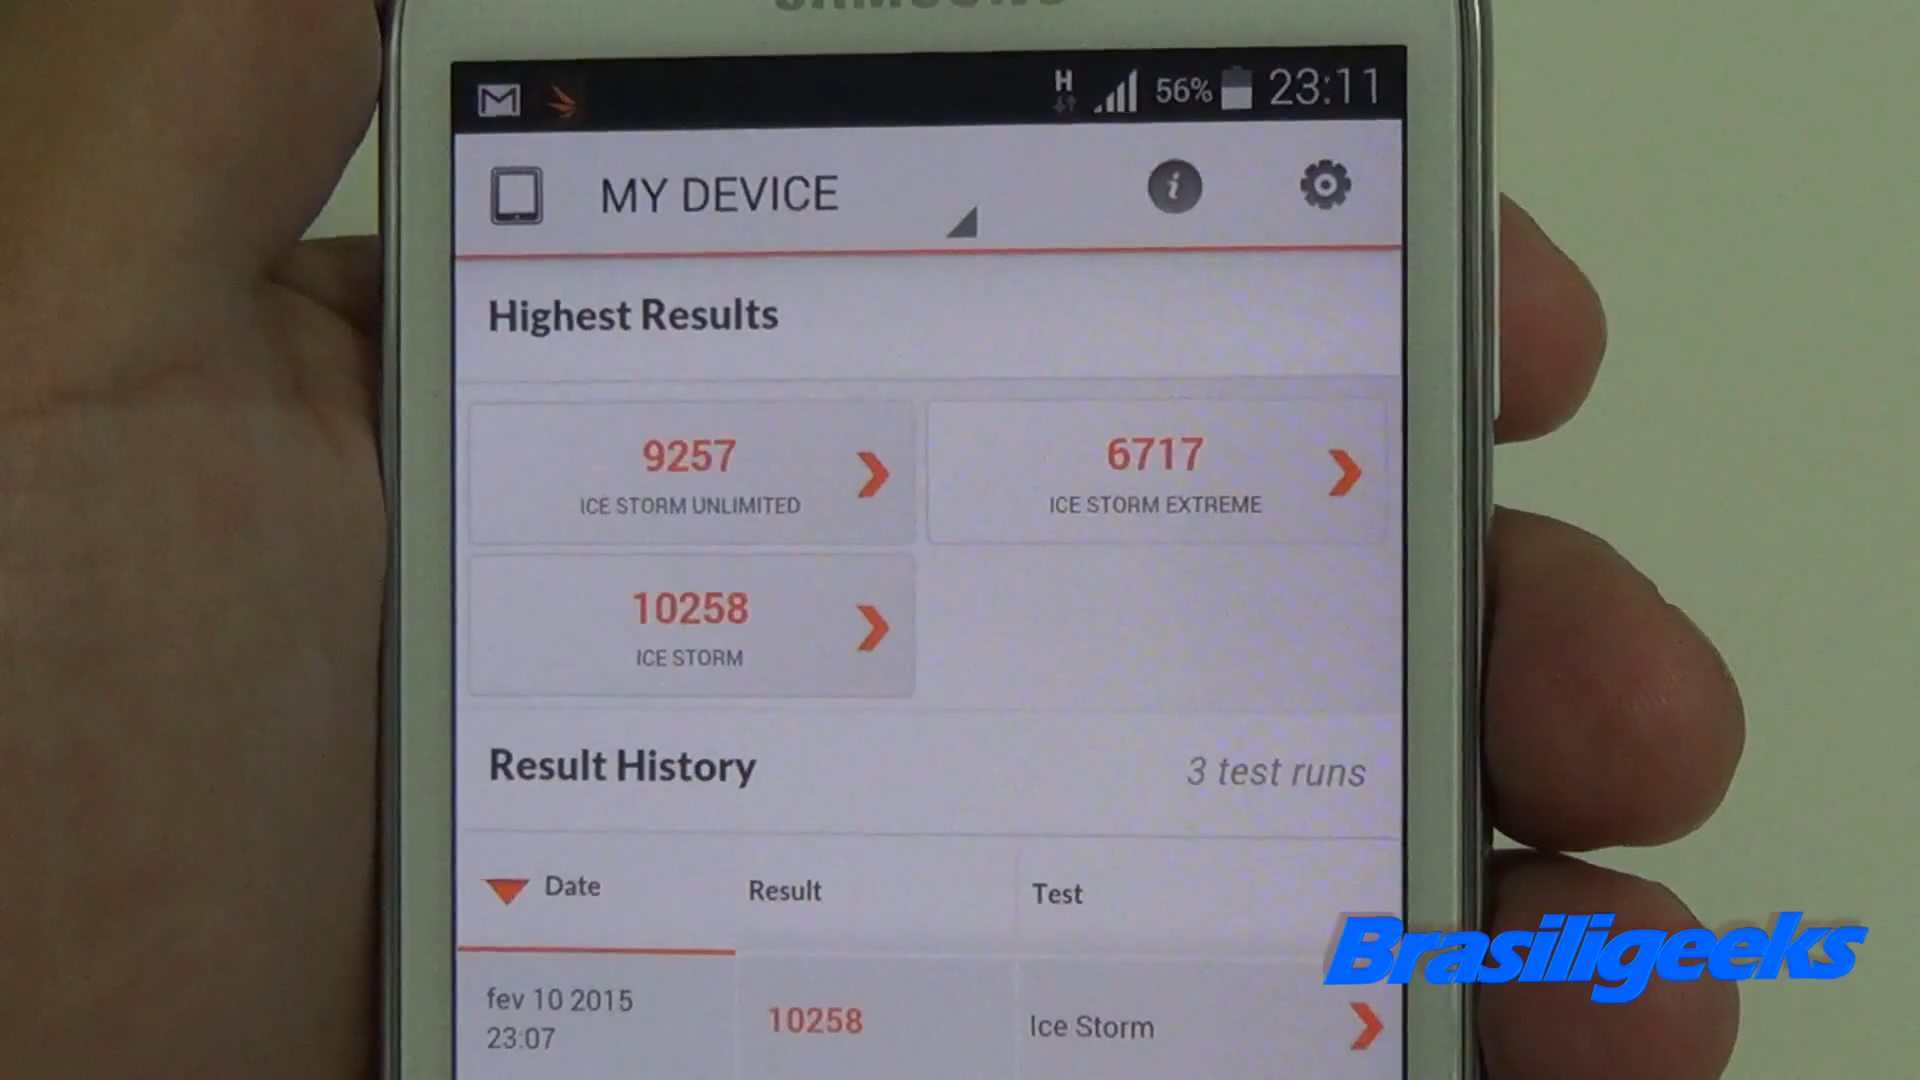 SAMSUNG
H 56% 23:11
MY DEVICE
Highest Results
9257
ICE STORM UNLIMITED
6717
ICE STORM EXTREME
10258
ICE STORM
Result History
3 test runs
Date Result Test
fev 10 2015
23:07
10258
Ice Storm
Brasiligeeks